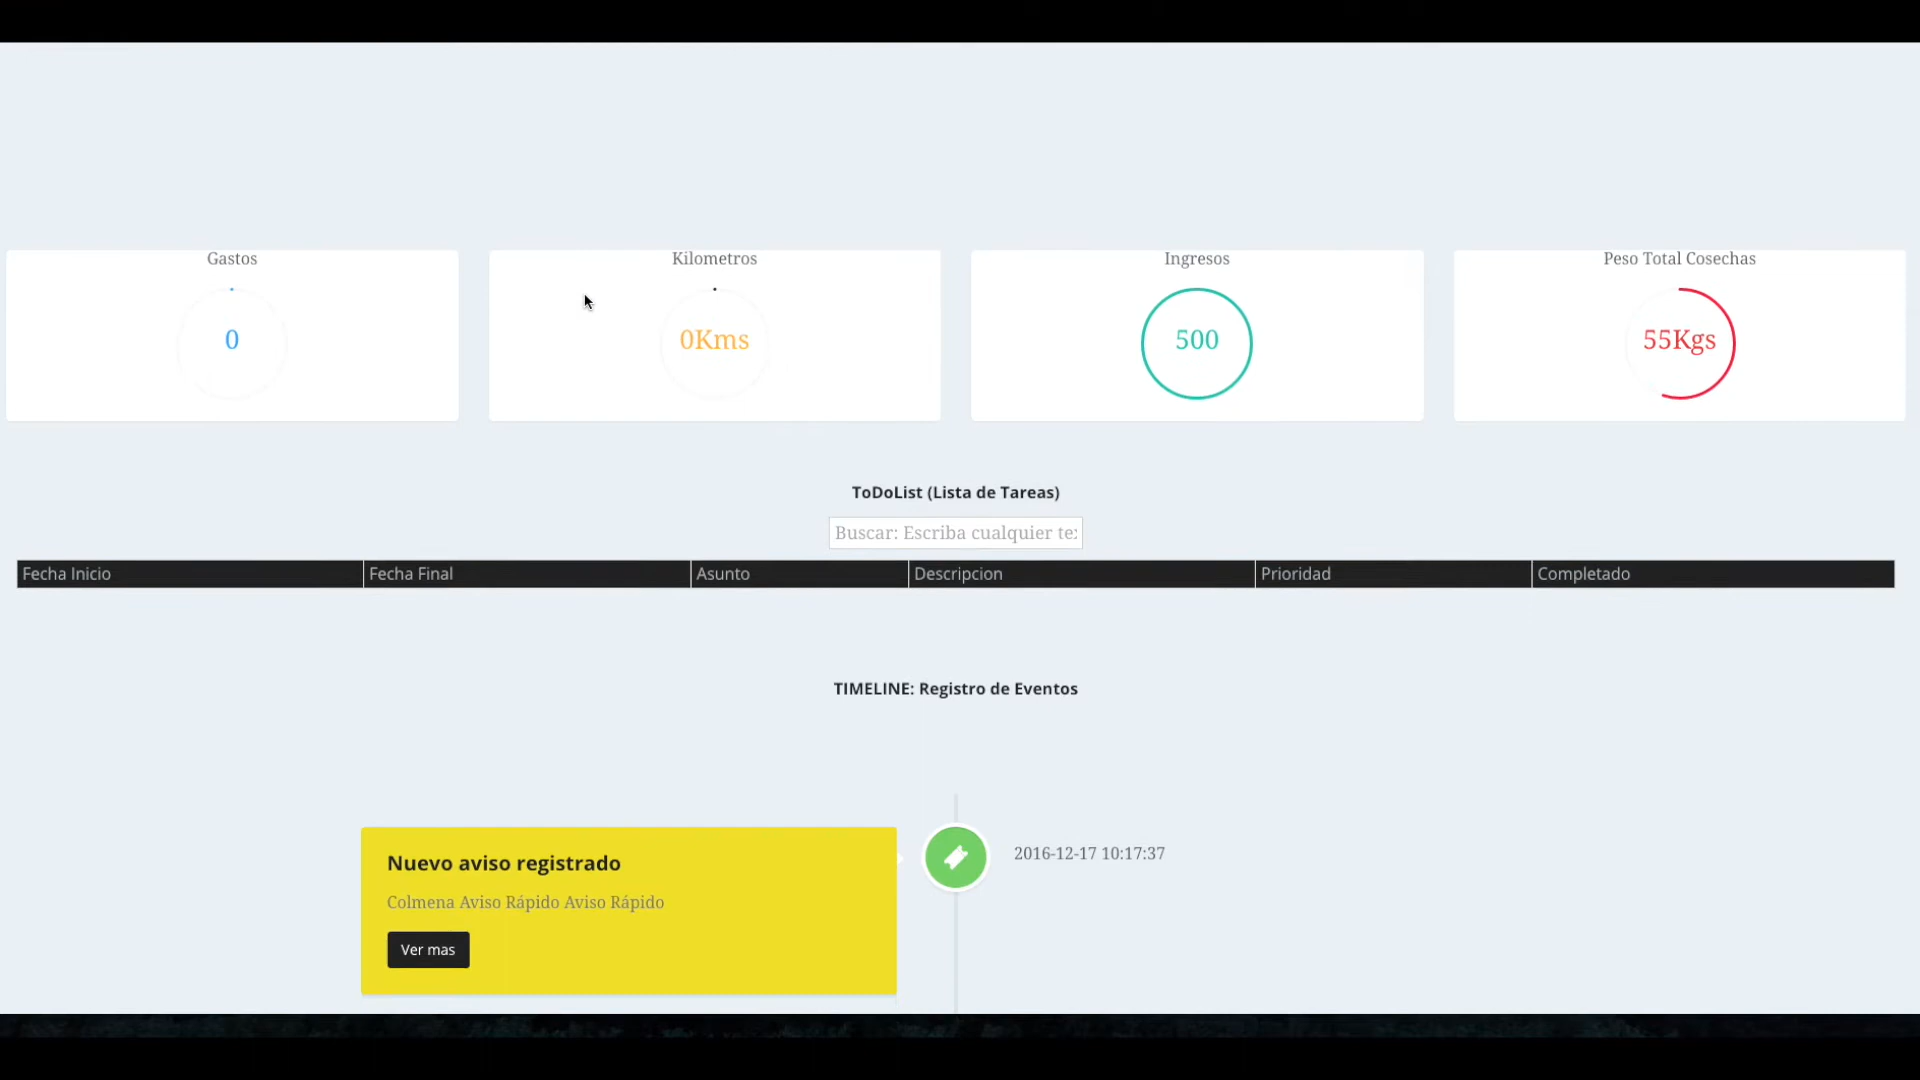 Gastos
0
Kilometros
0Kms
Ingresos
500
Peso Total Cosechas
55Kgs
ToDoList (Lista de Tareas)
Buscar: Escriba cualquier te
Fecha Inicio Fecha Final Asunto Descripcion Prioridad Completado
TIMELINE: Registro de Eventos
Nuevo aviso registrado
Colmena Aviso Rápido Aviso Rápido
Ver mas
2016-12-17 10:17:37